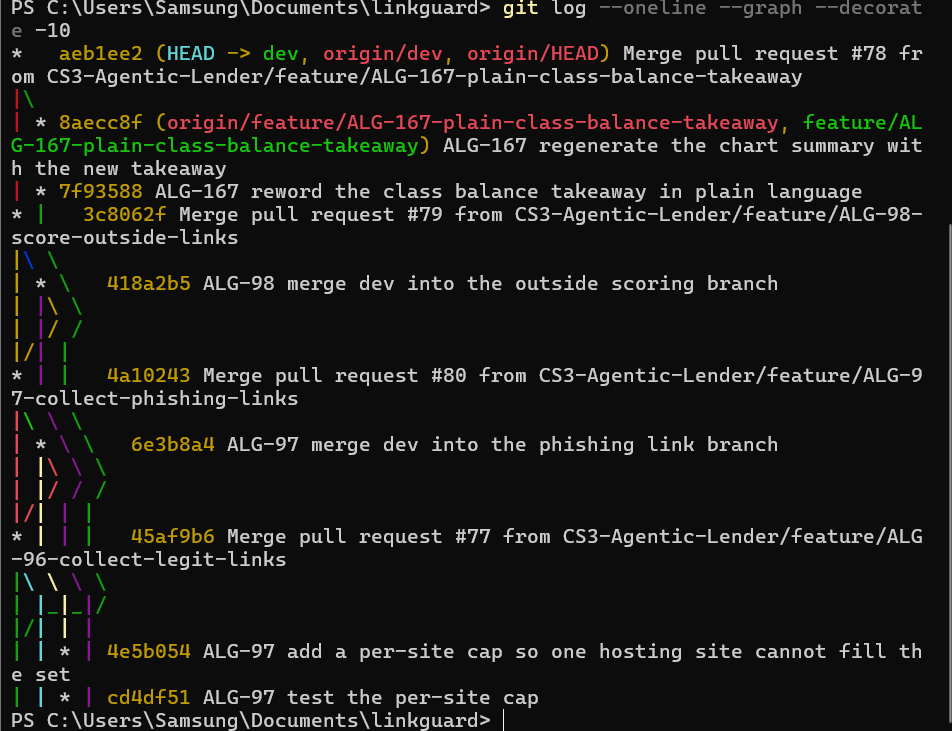 PS C:\Users\Samsung\Documents\linkguard> git log --oneline --graph --decorat
e -10
*   aeb1ee2 (HEAD -> dev, origin/dev, origin/HEAD) Merge pull request #78 fr
om CS3-Agentic-Lender/feature/ALG-167-plain-class-balance-takeaway
|\
| * 8aecc8f (origin/feature/ALG-167-plain-class-balance-takeaway, feature/AL
G-167-plain-class-balance-takeaway) ALG-167 regenerate the chart summary wit
h the new takeaway
| * 7f93588 ALG-167 reword the class balance takeaway in plain language
* |   3c8062f Merge pull request #79 from CS3-Agentic-Lender/feature/ALG-98-
score-outside-links
|\ \
| * \   418a2b5 ALG-98 merge dev into the outside scoring branch
| |\ \
| |/ /
|/| |
* | |   4a10243 Merge pull request #80 from CS3-Agentic-Lender/feature/ALG-9
7-collect-phishing-links
|\ \ \
| * \ \   6e3b8a4 ALG-97 merge dev into the phishing link branch
| |\ \ \
| |/ / /
|/| | |
* | | |   45af9b6 Merge pull request #77 from CS3-Agentic-Lender/feature/ALG
-96-collect-legit-links
|\ \ \ \
| |_|_|/
|/| | |
| | * | 4e5b054 ALG-97 add a per-site cap so one hosting site cannot fill th
e set
| | * | cd4df51 ALG-97 test the per-site cap
PS C:\Users\Samsung\Documents\linkguard>